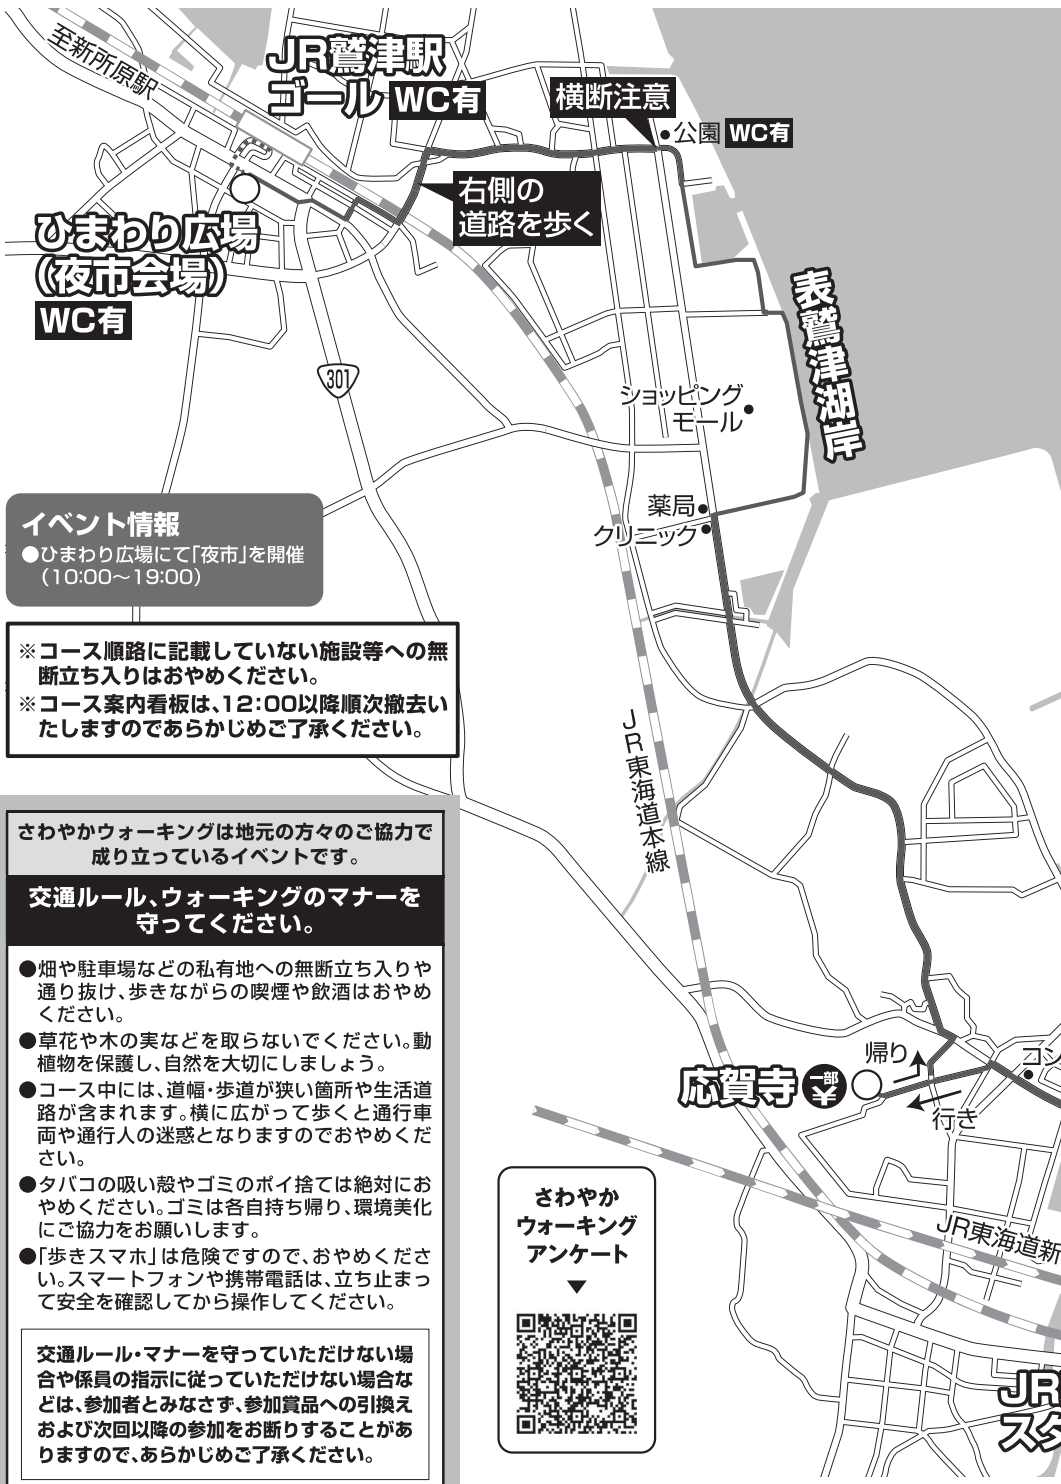 至新所原駅
JR鷲津駅
ゴール WC有
横断注意
公園 WC有
右側の
道路を歩く
ひまわり広場
(夜市会場)
WC有
表鷲津湖岸
301
ショッピング
モール
薬局
クリニック
イベント情報
●ひまわり広場にて「夜市」を開催
(10:00〜19:00)
※コース順路に記載していない施設等への無
断立ち入りはおやめください。
※コース案内看板は、12:00以降順次撤去い
たしますのであらかじめご了承ください。
JR東海道本線
さわやかウォーキングは地元の方々のご協力で
成り立っているイベントです。
交通ルール、ウォーキングのマナーを
守ってください。
●畑や駐車場などの私有地への無断立ち入りや
通り抜け、歩きながらの喫煙や飲酒はおやめ
ください。
●草花や木の実などを取らないでください。動
植物を保護し、自然を大切にしましょう。
●コース中には、道幅・歩道が狭い箇所や生活道
路が含まれます。横に広がって歩くと通行車
両や通行人の迷惑となりますのでおやめくだ
さい。
●タバコの吸い殻やゴミのポイ捨ては絶対にお
やめください。ゴミは各自持ち帰り、環境美化
にご協力をお願いします。
●「歩きスマホ」は危険ですので、おやめくださ
い。スマートフォンや携帯電話は、立ち止まっ
て安全を確認してから操作してください。
交通ルール・マナーを守っていただけない場
合や係員の指示に従っていただけない場合な
どは、参加者とみなさず、参加賞品への引換え
および次回以降の参加をお断りすることがあ
りますので、あらかじめご了承ください。
帰り
コン
応賀寺
一部
行き
さわやか
ウォーキング
アンケート
▼
JR東海道新
JR
スタ